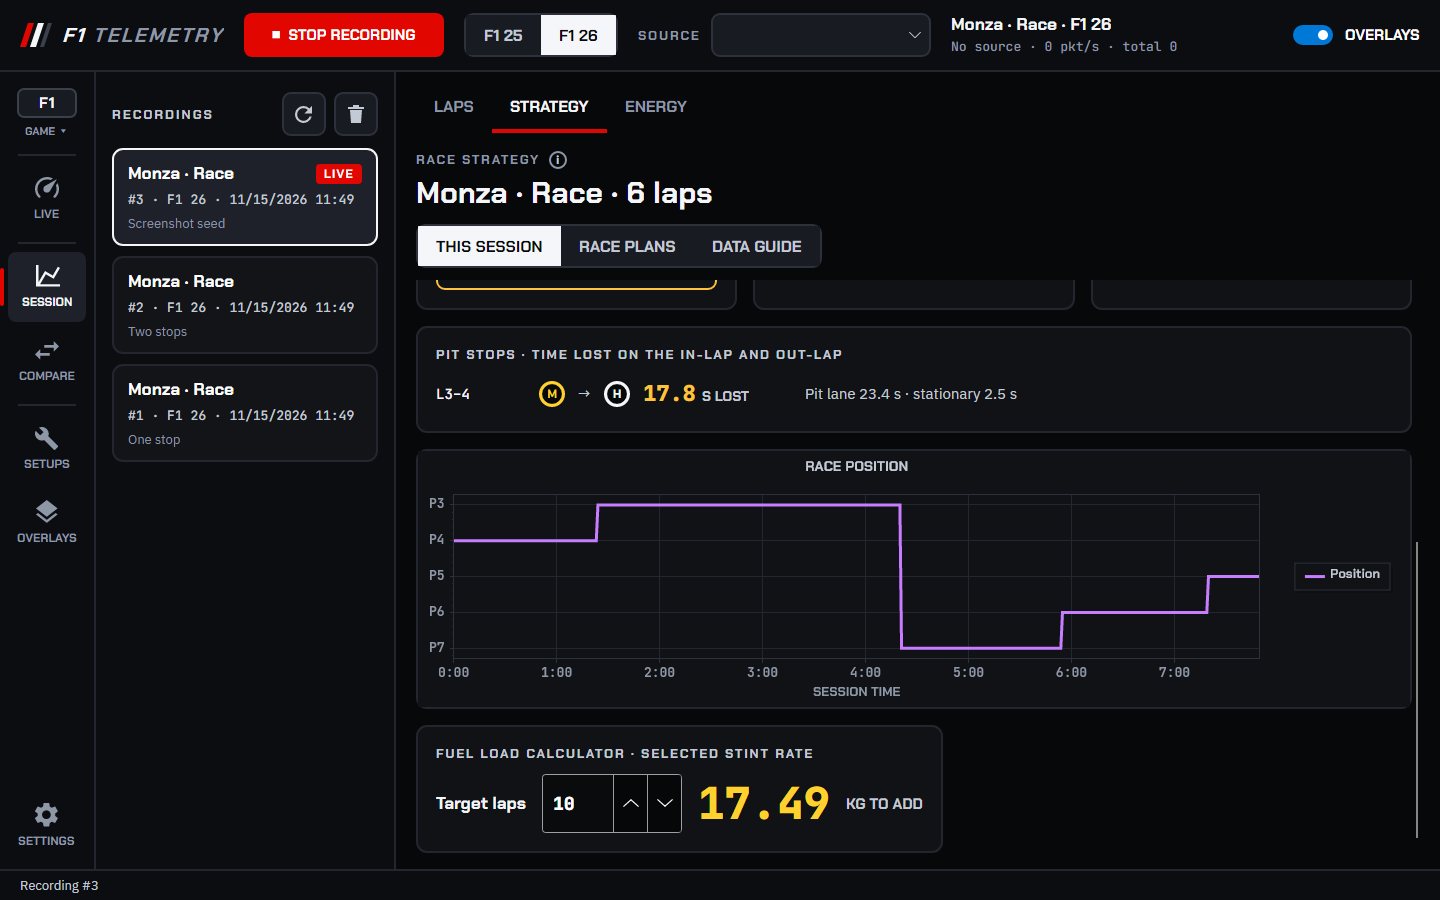 F1 TELEMETRY
STOP RECORDING
F1 25
F1 26
SOURCE
Monza · Race · F1 26
No source · 0 pkt/s · total 0
OVERLAYS
F1
GAME
LIVE
SESSION
COMPARE
SETUPS
OVERLAYS
SETTINGS
RECORDINGS
Monza · Race
LIVE
#3 · F1 26 · 11/15/2026 11:49
Screenshot seed
Monza · Race
#2 · F1 26 · 11/15/2026 11:49
Two stops
Monza · Race
#1 · F1 26 · 11/15/2026 11:49
One stop
LAPS
STRATEGY
ENERGY
RACE STRATEGY
Monza · Race · 6 laps
THIS SESSION
RACE PLANS
DATA GUIDE
PIT STOPS · TIME LOST ON THE IN-LAP AND OUT-LAP
L3–4 M → H 17.8 S LOST Pit lane 23.4 s · stationary 2.5 s
RACE POSITION
P3
P4
P5
P6
P7
0:00 1:00 2:00 3:00 4:00 5:00 6:00 7:00
SESSION TIME
Position
FUEL LOAD CALCULATOR · SELECTED STINT RATE
Target laps 10 17.49 KG TO ADD
Recording #3